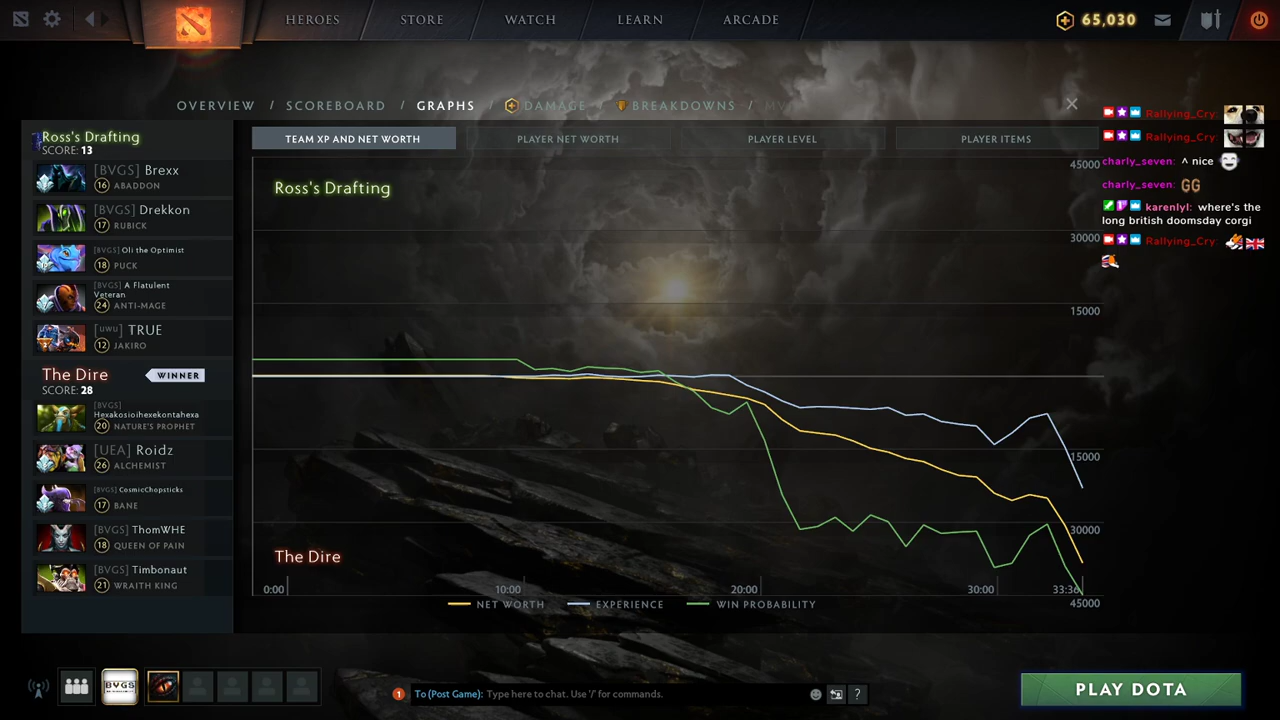 HEROES
STORE
WATCH
LEARN
ARCADE
65,030
OVERVIEW / SCOREBOARD / GRAPHS / DAMAGE / BREAKDOWNS /
TEAM XP AND NET WORTH
PLAYER NET WORTH
PLAYER LEVEL
PLAYER ITEMS
Ross's Drafting
SCORE: 13
[BVGS] Brexx
16 ABADDON
[BVGS] Drekkon
17 RUBICK
[BVGS] Oli the Optimist
18 PUCK
[BVGS] A Flatulent
Veteran
24 ANTI-MAGE
[uwu] TRUE
12 JAKIRO
The Dire
WINNER
SCORE: 28
[BVGS]
Hexakosioihexekontahexa
20 NATURE'S PROPHET
[UEA] Roidz
26 ALCHEMIST
[BVGS] CosmicChopsticks
17 BANE
[BVGS] ThomWHE
18 QUEEN OF PAIN
[BVGS] Timbonaut
21 WRAITH KING
Ross's Drafting
The Dire
45000
30000
15000
15000
30000
45000
0:00
10:00
20:00
30:00
33:36
NET WORTH
EXPERIENCE
WIN PROBABILITY
Rallying_Cry:
Rallying_Cry:
charly_seven: ^ nice
charly_seven: GG
karenlyl: where's the
long british doomsday corgi
Rallying_Cry:
BVGS
1
To (Post Game): Type here to chat. Use '/' for commands.
?
PLAY DOTA